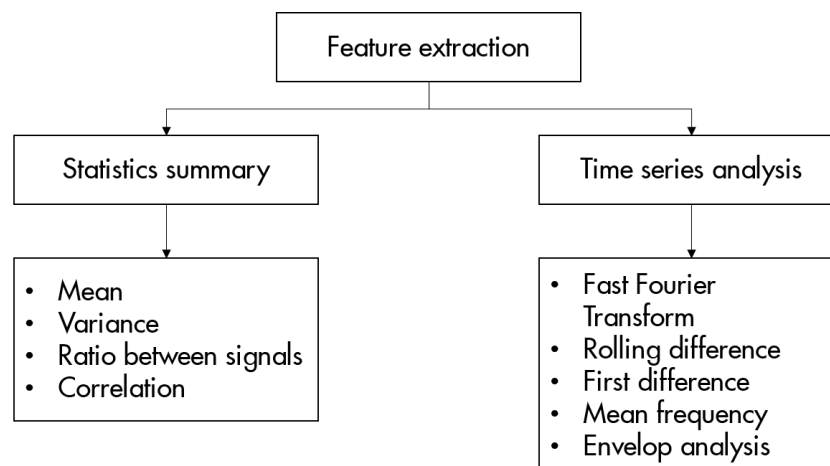 Feature extraction
Statistics summary
Time series analysis
• Mean
• Variance
• Ratio between signals
• Correlation
• Fast Fourier
Transform
• Rolling difference
• First difference
• Mean frequency
• Envelop analysis